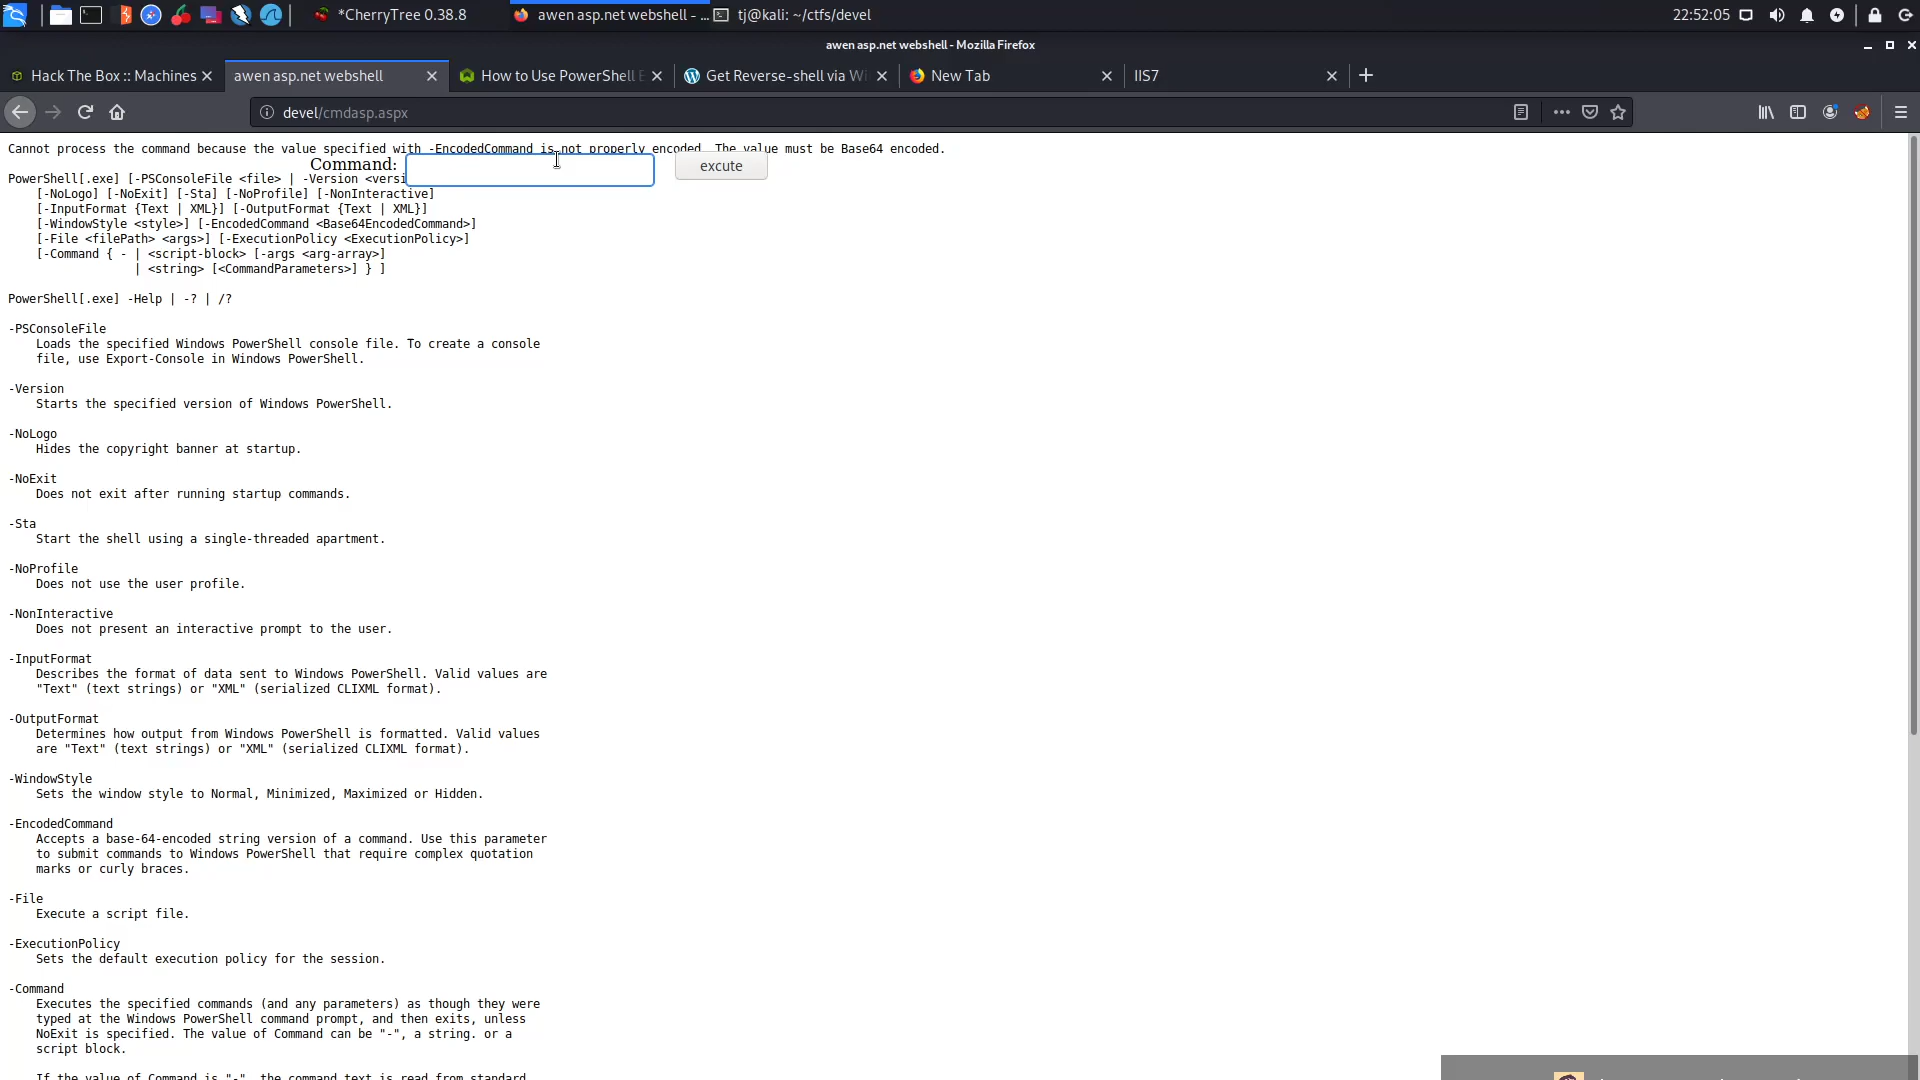 *CherryTree 0.38.8
awen asp.net webshell - ...
tj@kali: ~/ctfs/devel
22:52:05
awen asp.net webshell - Mozilla Firefox
Hack The Box :: Machines
awen asp.net webshell
How to Use PowerShell
Get Reverse-shell via Wi
New Tab
IIS7
devel/cmdasp.aspx
Cannot process the command because the value specified with -EncodedCommand is not properly encoded. The value must be Base64 encoded.
Command:
excute
PowerShell[.exe] [-PSConsoleFile <file> | -Version <versi
[-NoLogo] [-NoExit] [-Sta] [-NoProfile] [-NonInteractive]
[-InputFormat {Text | XML}] [-OutputFormat {Text | XML}]
[-WindowStyle <style>] [-EncodedCommand <Base64EncodedCommand>]
[-File <filePath> <args>] [-ExecutionPolicy <ExecutionPolicy>]
[-Command { - | <script-block> [-args <arg-array>]
| <string> [<CommandParameters>] } ]
PowerShell[.exe] -Help | -? | /?
-PSConsoleFile
Loads the specified Windows PowerShell console file. To create a console
file, use Export-Console in Windows PowerShell.
-Version
Starts the specified version of Windows PowerShell.
-NoLogo
Hides the copyright banner at startup.
-NoExit
Does not exit after running startup commands.
-Sta
Start the shell using a single-threaded apartment.
-NoProfile
Does not use the user profile.
-NonInteractive
Does not present an interactive prompt to the user.
-InputFormat
Describes the format of data sent to Windows PowerShell. Valid values are
"Text" (text strings) or "XML" (serialized CLIXML format).
-OutputFormat
Determines how output from Windows PowerShell is formatted. Valid values
are "Text" (text strings) or "XML" (serialized CLIXML format).
-WindowStyle
Sets the window style to Normal, Minimized, Maximized or Hidden.
-EncodedCommand
Accepts a base-64-encoded string version of a command. Use this parameter
to submit commands to Windows PowerShell that require complex quotation
marks or curly braces.
-File
Execute a script file.
-ExecutionPolicy
Sets the default execution policy for the session.
-Command
Executes the specified commands (and any parameters) as though they were
typed at the Windows PowerShell command prompt, and then exits, unless
NoExit is specified. The value of Command can be "-", a string. or a
script block.
If the value of Command is "-", the command text is read from standard